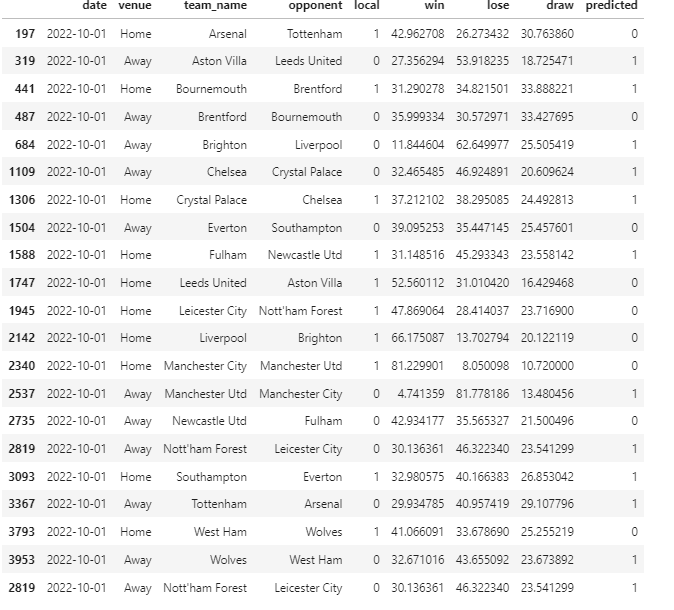 date venue team_name opponent local win lose draw predicted
197 2022-10-01 Home Arsenal Tottenham 1 42.962708 26.273432 30.763860 0
319 2022-10-01 Away Aston Villa Leeds United 0 27.356294 53.918235 18.725471 1
441 2022-10-01 Home Bournemouth Brentford 1 31.290278 34.821501 33.888221 1
487 2022-10-01 Away Brentford Bournemouth 0 35.999334 30.572971 33.427695 0
684 2022-10-01 Away Brighton Liverpool 0 11.844604 62.649977 25.505419 1
1109 2022-10-01 Away Chelsea Crystal Palace 0 32.465485 46.924891 20.609624 1
1306 2022-10-01 Home Crystal Palace Chelsea 1 37.212102 38.295085 24.492813 1
1504 2022-10-01 Away Everton Southampton 0 39.095253 35.447145 25.457601 0
1588 2022-10-01 Home Fulham Newcastle Utd 1 31.148516 45.293343 23.558142 1
1747 2022-10-01 Home Leeds United Aston Villa 1 52.560112 31.010420 16.429468 0
1945 2022-10-01 Home Leicester City Nott'ham Forest 1 47.869064 28.414037 23.716900 0
2142 2022-10-01 Home Liverpool Brighton 1 66.175087 13.702794 20.122119 0
2340 2022-10-01 Home Manchester City Manchester Utd 1 81.229901 8.050098 10.720000 0
2537 2022-10-01 Away Manchester Utd Manchester City 0 4.741359 81.778186 13.480456 1
2735 2022-10-01 Away Newcastle Utd Fulham 0 42.934177 35.565327 21.500496 0
2819 2022-10-01 Away Nott'ham Forest Leicester City 0 30.136361 46.322340 23.541299 1
3093 2022-10-01 Home Southampton Everton 1 32.980575 40.166383 26.853042 1
3367 2022-10-01 Away Tottenham Arsenal 0 29.934785 40.957419 29.107796 1
3793 2022-10-01 Home West Ham Wolves 1 41.066091 33.678690 25.255219 0
3953 2022-10-01 Away Wolves West Ham 0 32.671016 43.655092 23.673892 1
2819 2022-10-01 Away Nott'ham Forest Leicester City 0 30.136361 46.322340 23.541299 1